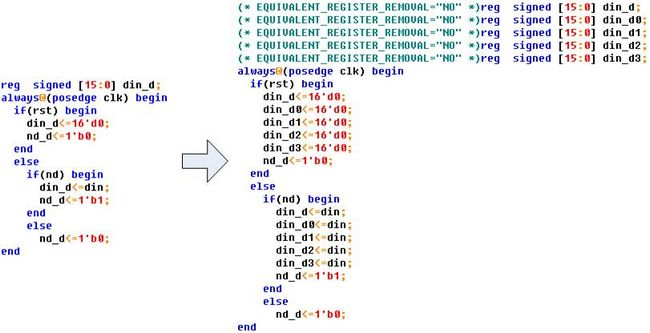 reg  signed [15:0] din_d;
always@(posedge clk) begin
  if(rst) begin
    din_d<=16'd0;
    nd_d<=1'b0;
  end
  else
    if(nd) begin
      din_d<=din;
      nd_d<=1'b1;
    end
    else
      nd_d<=1'b0;
end
(* EQUIVALENT_REGISTER_REMOVAL="NO" *)reg  signed [15:0] din_d;
(* EQUIVALENT_REGISTER_REMOVAL="NO" *)reg  signed [15:0] din_d0;
(* EQUIVALENT_REGISTER_REMOVAL="NO" *)reg  signed [15:0] din_d1;
(* EQUIVALENT_REGISTER_REMOVAL="NO" *)reg  signed [15:0] din_d2;
(* EQUIVALENT_REGISTER_REMOVAL="NO" *)reg  signed [15:0] din_d3;
always@(posedge clk) begin
  if(rst) begin
    din_d<=16'd0;
    din_d0<=16'd0;
    din_d1<=16'd0;
    din_d2<=16'd0;
    din_d3<=16'd0;
    nd_d<=1'b0;
  end
  else
    if(nd) begin
      din_d<=din;
      din_d0<=din;
      din_d1<=din;
      din_d2<=din;
      din_d3<=din;
      nd_d<=1'b1;
    end
    else
      nd_d<=1'b0;
end